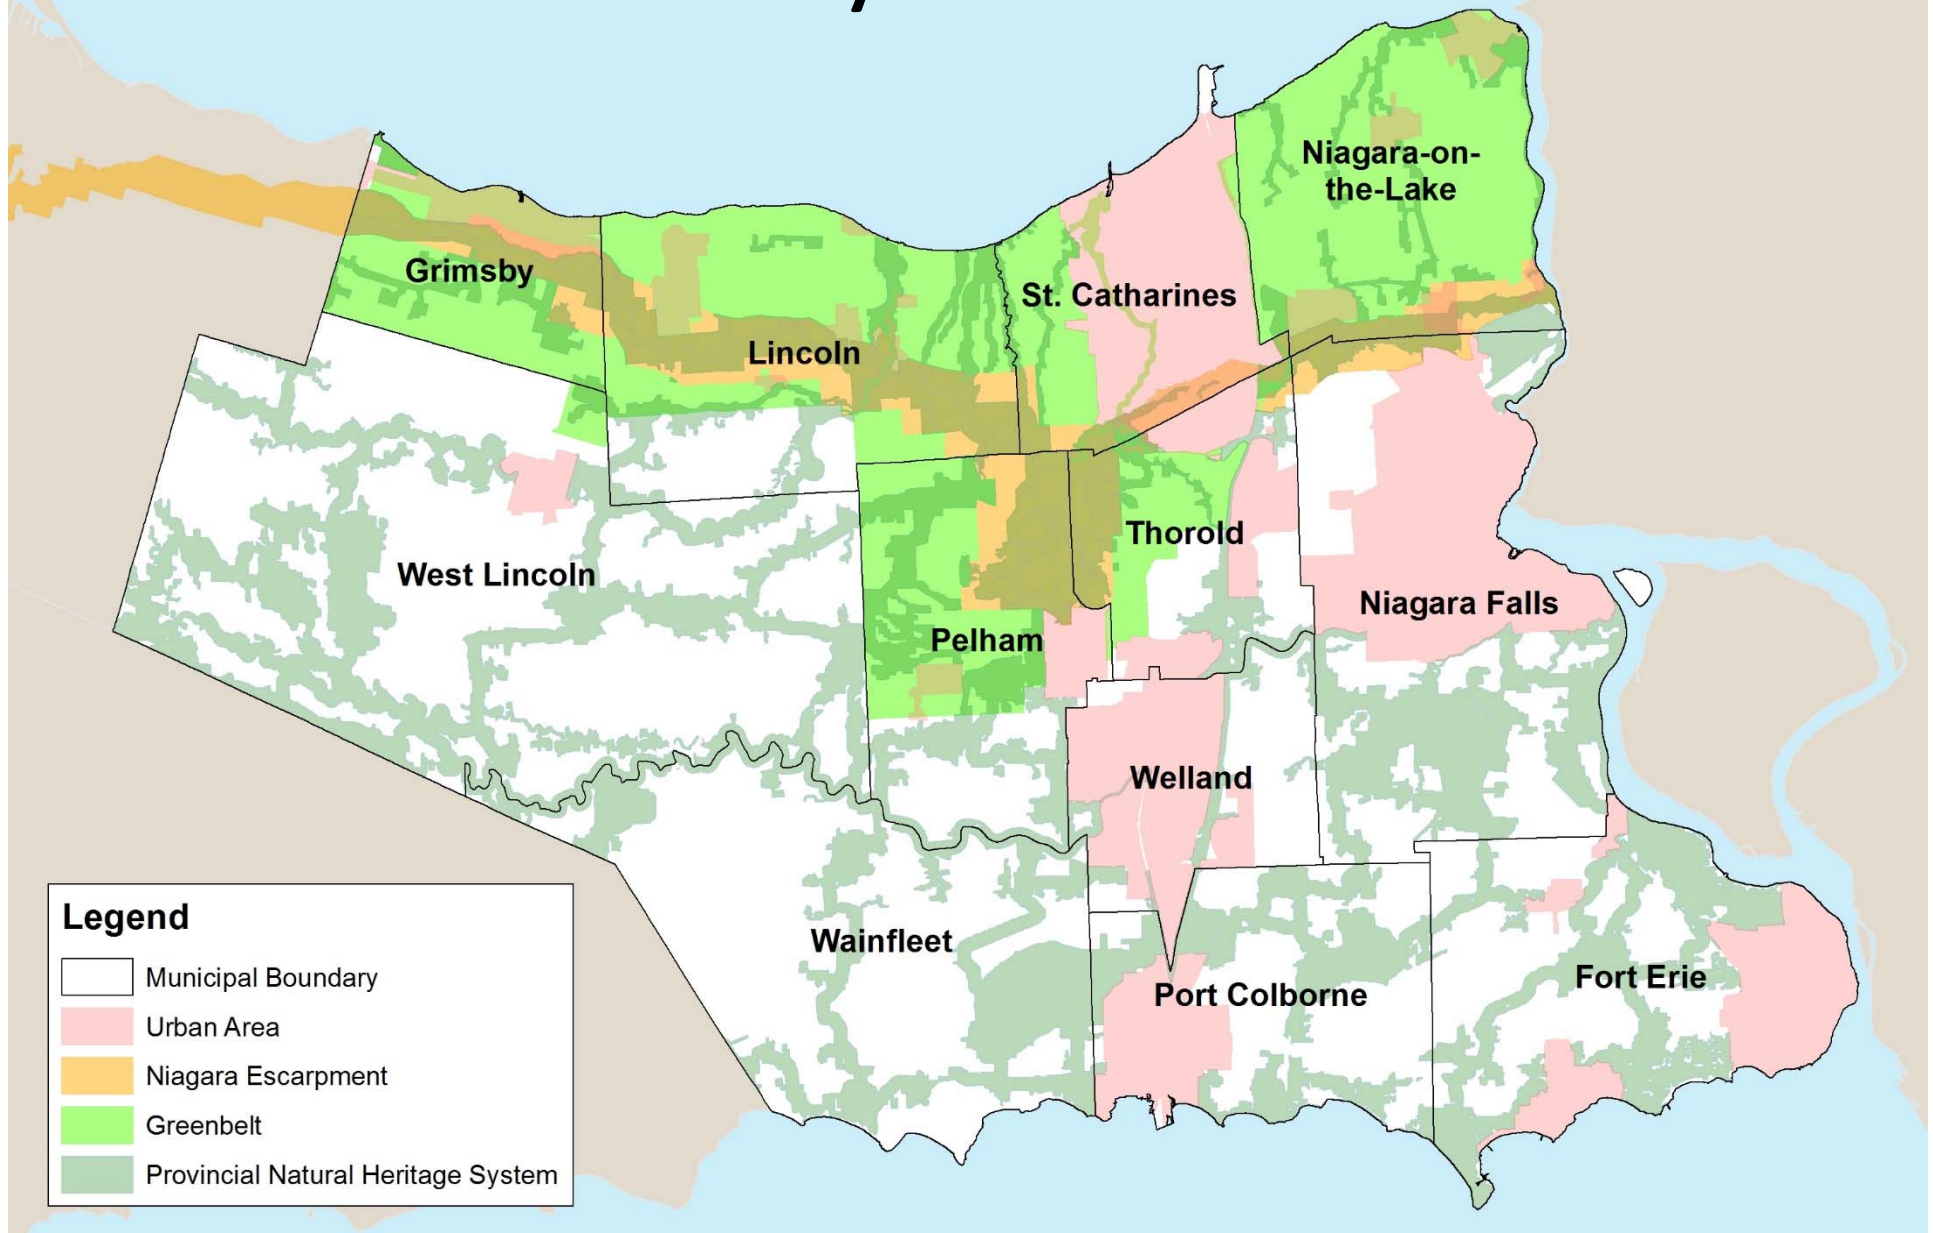 Niagara-on-
the-Lake
Grimsby
St. Catharines
Lincoln
Thorold
West Lincoln
Niagara Falls
Pelham
Welland
Wainfleet
Port Colborne
Fort Erie
Legend
Municipal Boundary
Urban Area
Niagara Escarpment
Greenbelt
Provincial Natural Heritage System